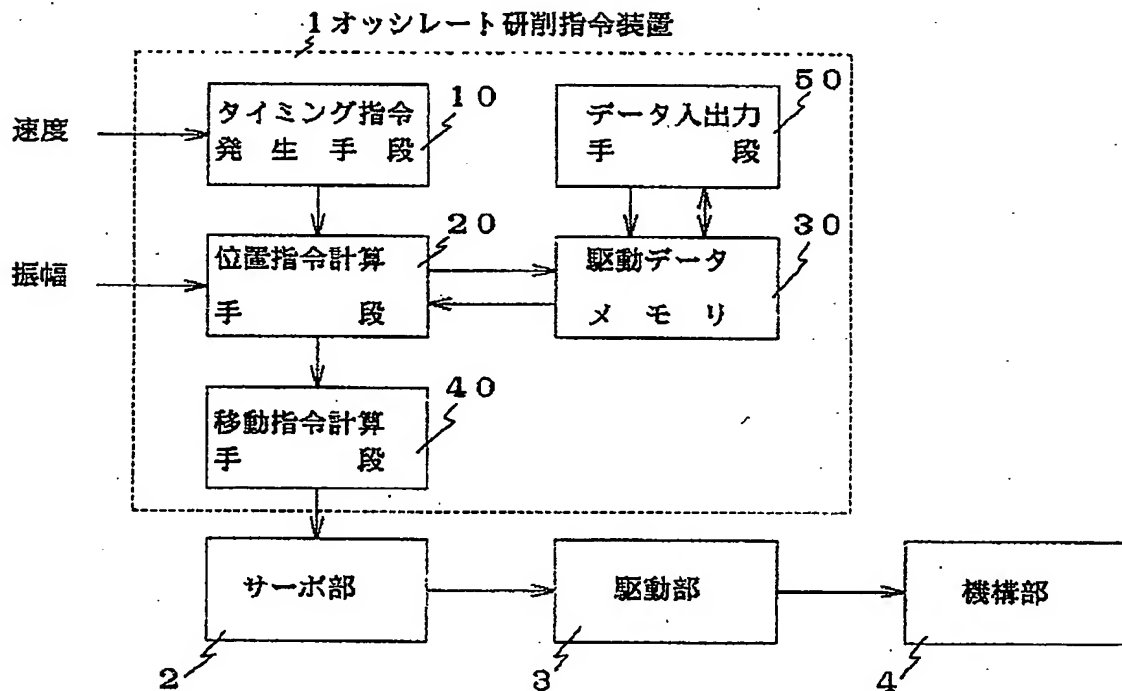 1オッシレート研削指令装置
速度
タイミング指令
発生手段
10
データ入出力
手段
50
振幅
位置指令計算
手段
20
駆動データ
メモリ
30
移動指令計算
手段
40
サーボ部
2
駆動部
3
機構部
4